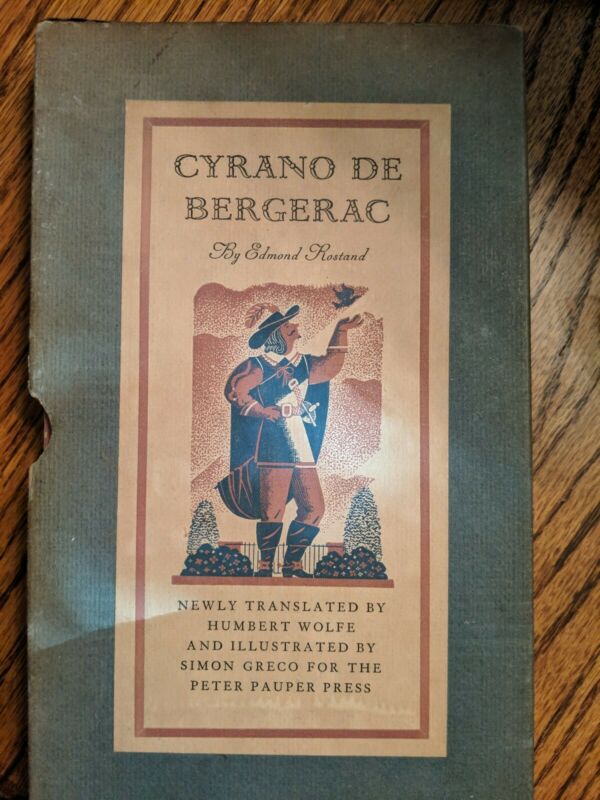 CYRANO DE
BERGERAC
By Edmond Rostand
NEWLY TRANSLATED BY
HUMBERT WOLFE
AND ILLUSTRATED BY
SIMON GRECO FOR THE
PETER PAUPER PRESS